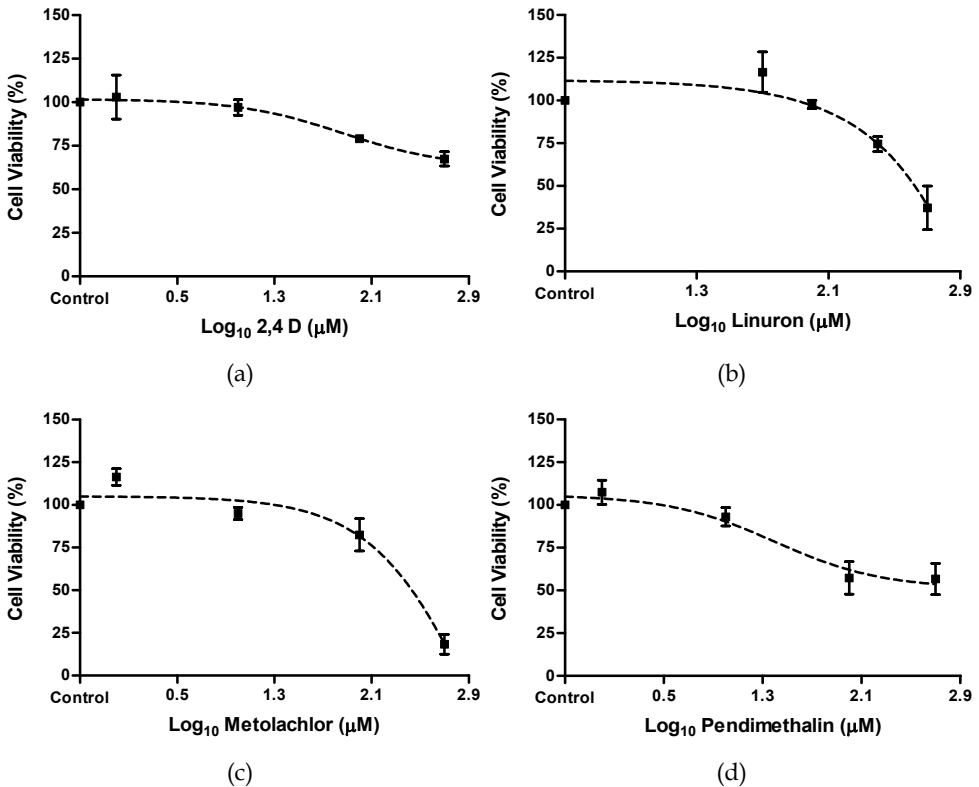 150
125
100
75
50
25
0
Cell Viability (%)
Control 0.5 1.3 2.1 2.9
Log10 2,4 D (μM)
(a)
150
125
100
75
50
25
0
Cell Viability (%)
Control 1.3 2.1 2.9
Log10 Linuron (μM)
(b)
150
125
100
75
50
25
0
Cell Viability (%)
Control 0.5 1.3 2.1 2.9
Log10 Metolachlor (μM)
(c)
150
125
100
75
50
25
0
Cell Viability (%)
Control 0.5 1.3 2.1 2.9
Log10 Pendimethalin (μM)
(d)